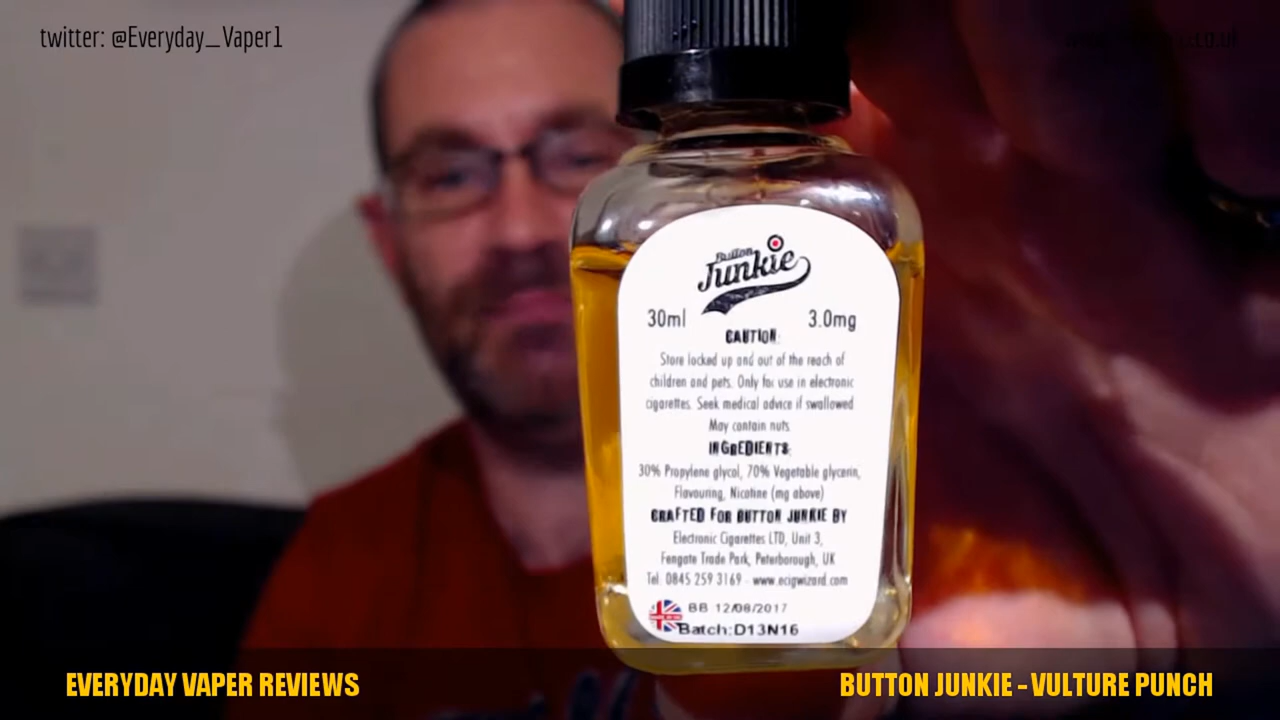 twitter: @Everyday_Vaper1
Button
Junkie
30ml
3.0mg
CAUTION:
Store locked up and out of the reach of
children and pets. Only for use in electronic
cigarettes. Seek medical advice if swallowed
May contain nuts.
INGREDIENTS:
30% Propylene glycol, 70% Vegetable glycerin,
Flavouring, Nicotine (mg above)
CRAFTED FOR BUTTON JUNKIE BY
Electronic Cigarettes LTD, Unit 3,
Fengate Trade Park, Peterborough, UK
Tel. 0845 259 3169 - www.ecigwizard.com
BB 12/08/2017
Batch:D13N16
EVERYDAY VAPER REVIEWS
BUTTON JUNKIE - VULTURE PUNCH